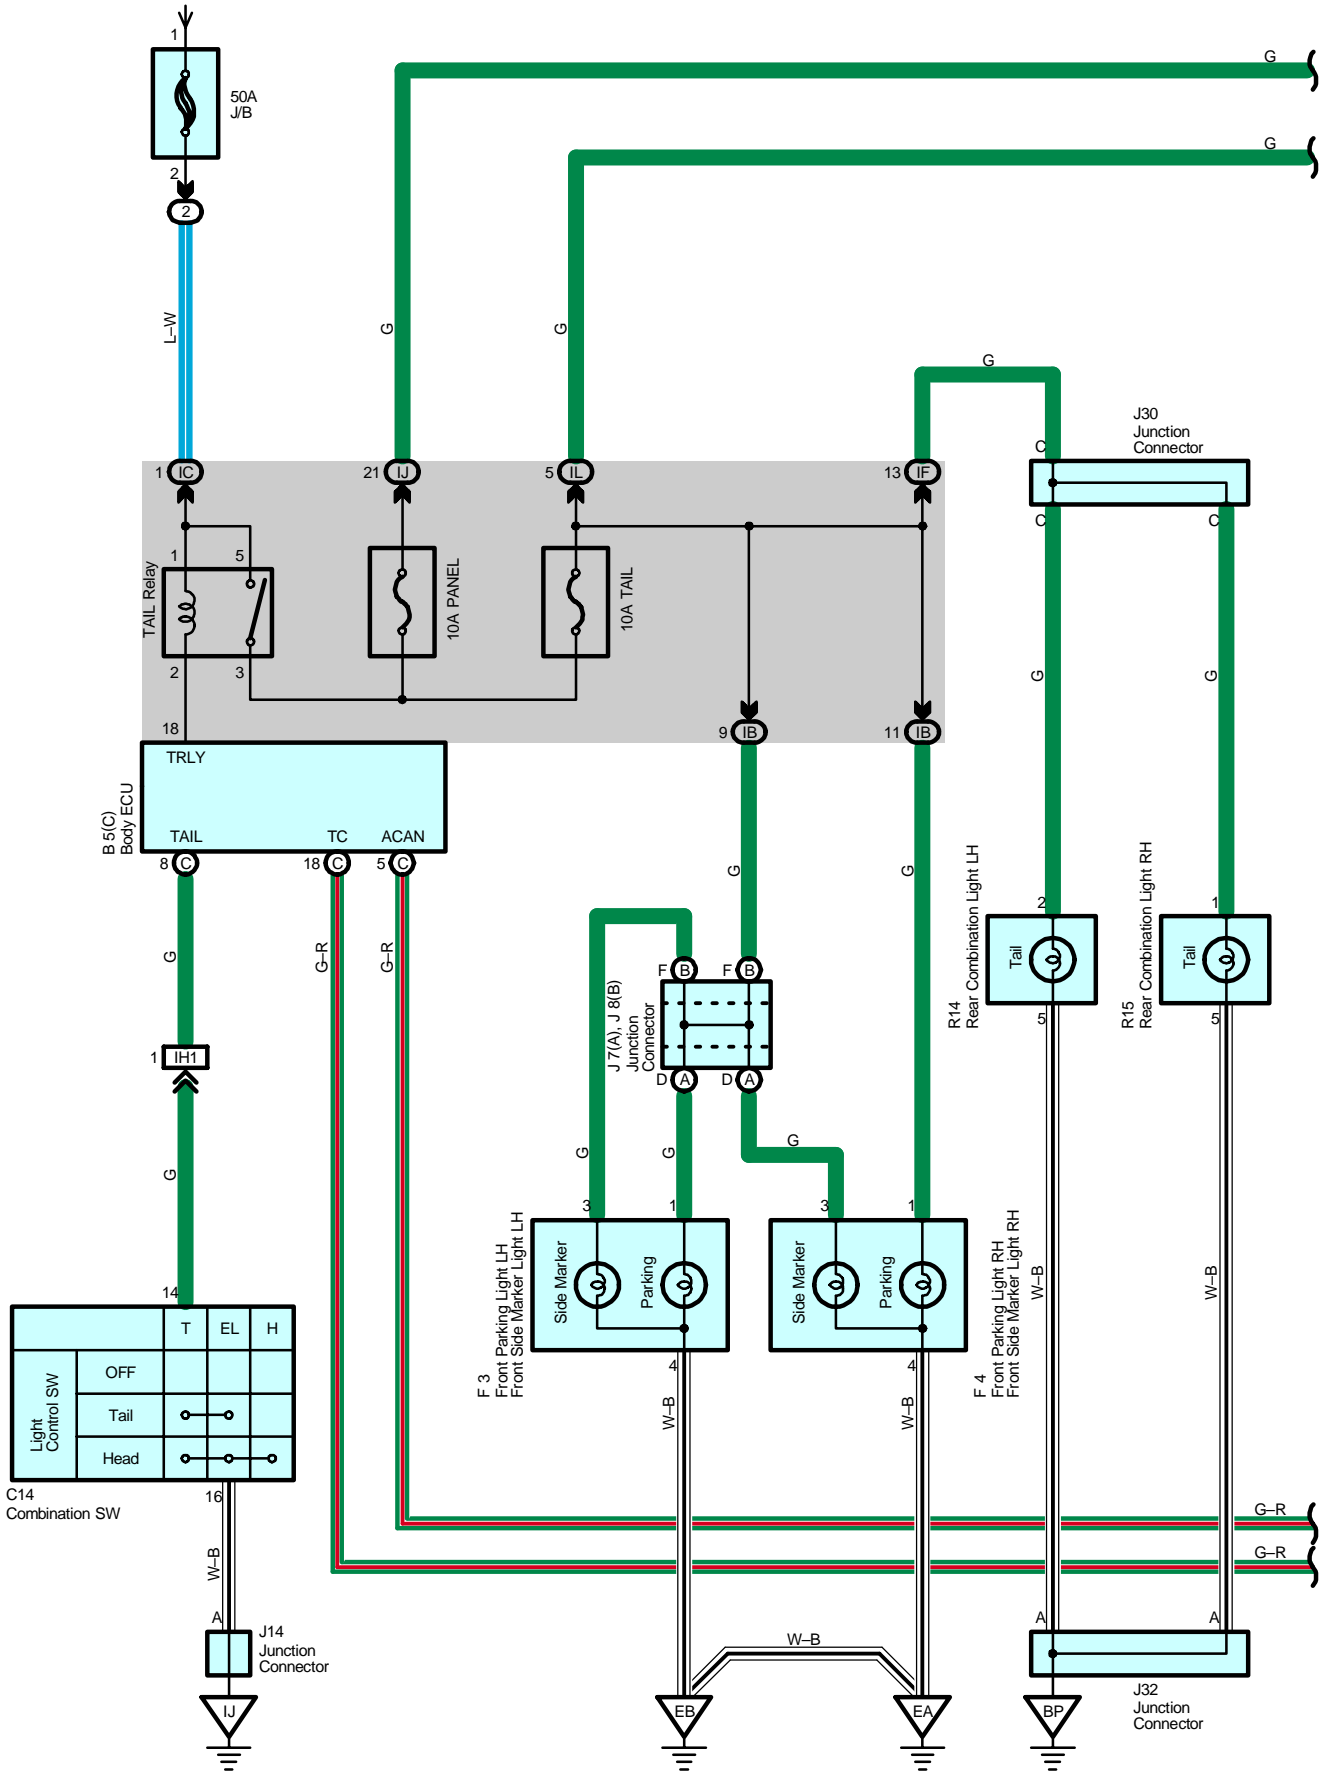 1
50A
J/B
2
2
L–W
G
G
G
G
G
1 IC
21 IJ
5 IL
13 IF
C
J30
Junction
Connector
C
C
1
5
TAIL Relay
2
3
10A PANEL
10A TAIL
18
9 IB
11 IB
G
G
TRLY
TAIL
TC
ACAN
B 5(C)
Body ECU
8 C
18 C
5 C
G
G–R
G–R
G
G
F B
F B
J 7(A), J 8(B)
Junction
Connector
D A
D A
2
Tail
5
R14
Rear Combination Light LH
1
Tail
5
R15
Rear Combination Light RH
1 IH1
G
G
G
G
3
1
Side Marker
Parking
4
F 3
Front Parking Light LH
Front Side Marker Light LH
3
1
Side Marker
Parking
4
F 4
Front Parking Light RH
Front Side Marker Light RH
W–B
W–B
W–B
W–B
14
T EL H
Light
Control SW
OFF
Tail
Head
C14
Combination SW
16
W–B
G–R
G–R
A
J14
Junction
Connector
IJ
W–B
EB
EA
A
A
J32
Junction
Connector
BP